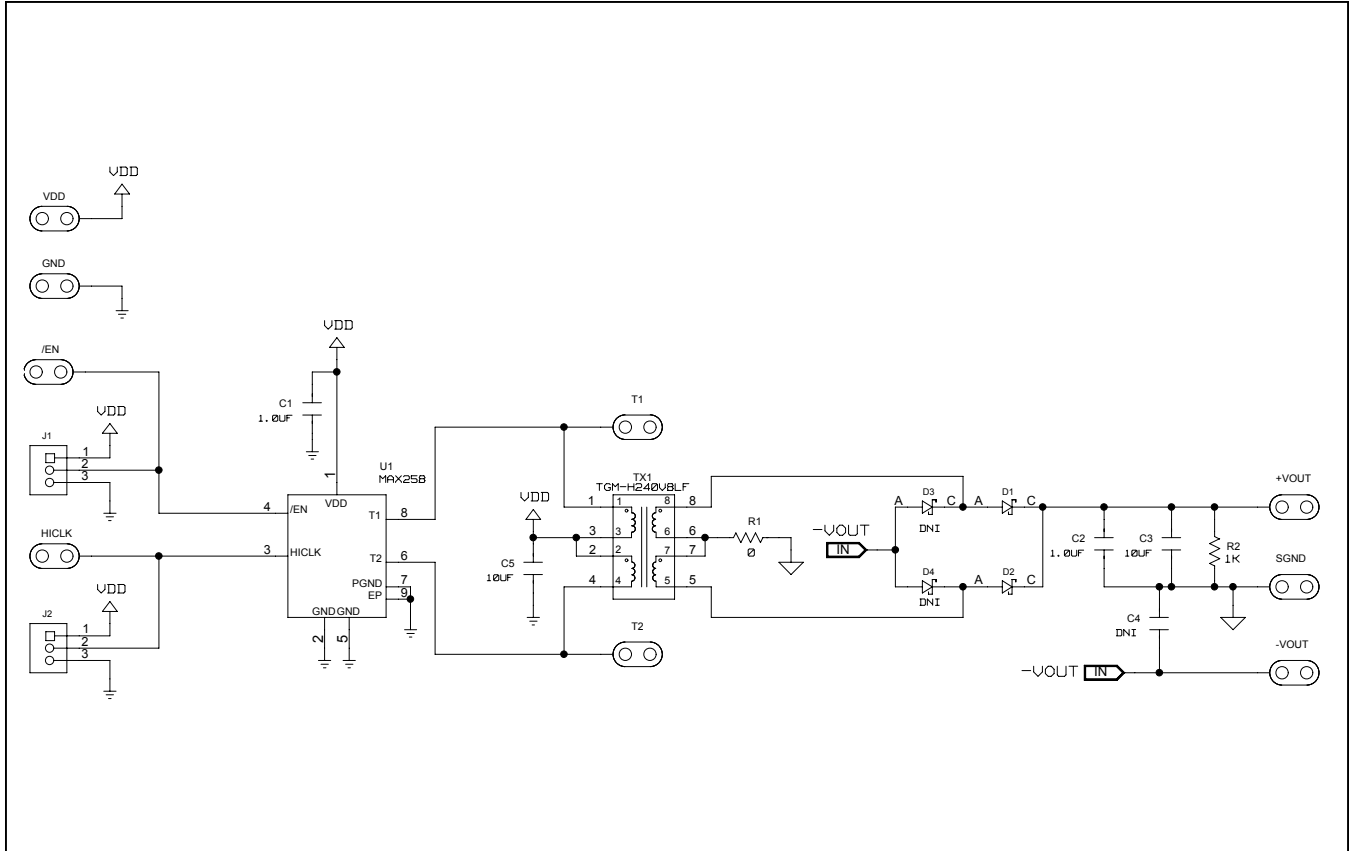 VDD
VDD
GND
/EN
VDD
J1
1
2
3
HICLK
VDD
J2
1
2
3
VDD
C1
1.0UF
U1
MAX258
1
VDD
4
/EN
T1
8
3
HICLK
T2
6
PGND
7
EP
9
GND GND
2
5
T1
T2
VDD
C5
10UF
TX1
TGM-H240V8LF
1
1
8
8
3
3
6
6
2
2
7
7
4
4
5
5
R1
0
-VOUT
IN
A
D3
C
A
D1
C
DNI
A
D4
A
D2
C
DNI
C2
1.0UF
C3
10UF
R2
1K
C4
DNI
-VOUT
IN
+VOUT
SGND
-VOUT